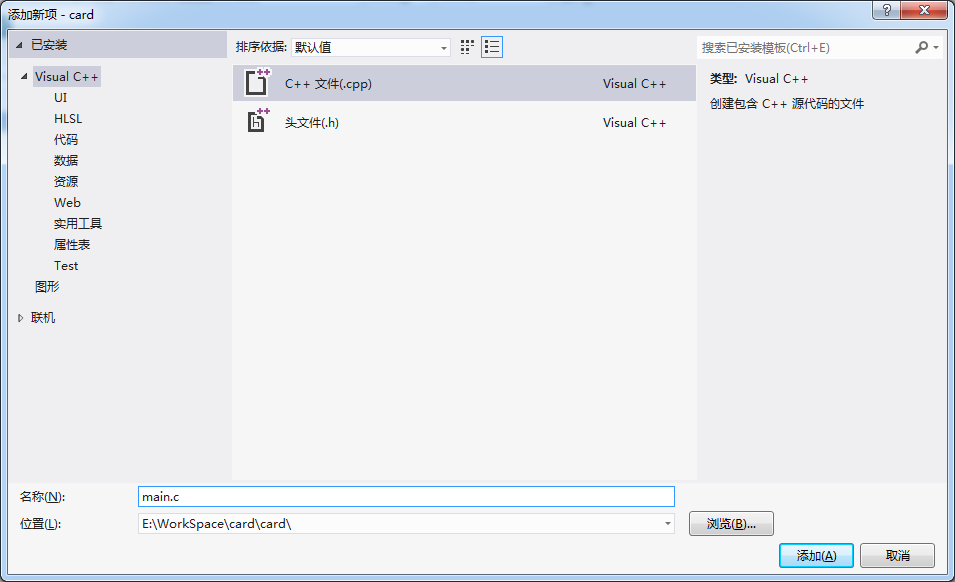 添加新项 - card
已安装
排序依据: 默认值
搜索已安装模板(Ctrl+E)
Visual C++
UI
HLSL
代码
数据
资源
Web
实用工具
属性表
Test
图形
联机
C++ 文件(.cpp) Visual C++
头文件(.h) Visual C++
类型: Visual C++
创建包含 C++ 源代码的文件
名称(N): main.c
位置(L): E:\WorkSpace\card\card\
浏览(B)...
添加(A) 取消